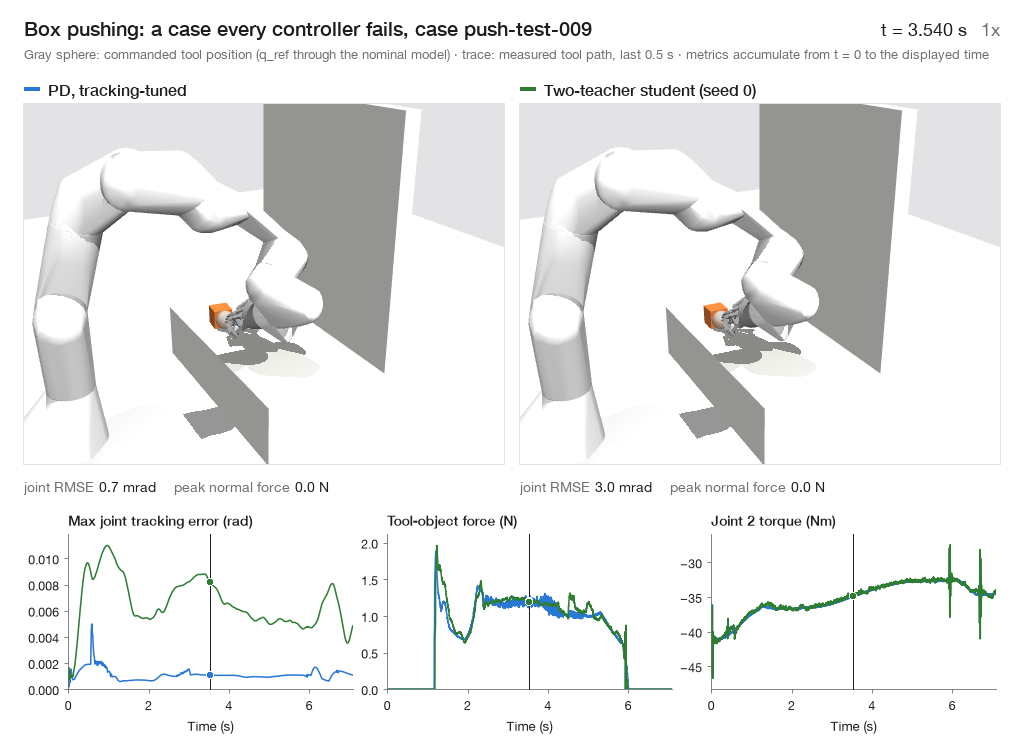 Box pushing: a case every controller fails, case push-test-009
t = 3.540 s 1x
Gray sphere: commanded tool position (q_ref through the nominal model) · trace: measured tool path, last 0.5 s · metrics accumulate from t = 0 to the displayed time
PD, tracking-tuned
Two-teacher student (seed 0)
joint RMSE 0.7 mrad peak normal force 0.0 N
joint RMSE 3.0 mrad peak normal force 0.0 N
Max joint tracking error (rad)
0.010
0.008
0.006
0.004
0.002
0.000
0 2 4 6
Time (s)
Tool-object force (N)
2.0
1.5
1.0
0.5
0.0
0 2 4 6
Time (s)
Joint 2 torque (Nm)
−30
−35
−40
−45
0 2 4 6
Time (s)